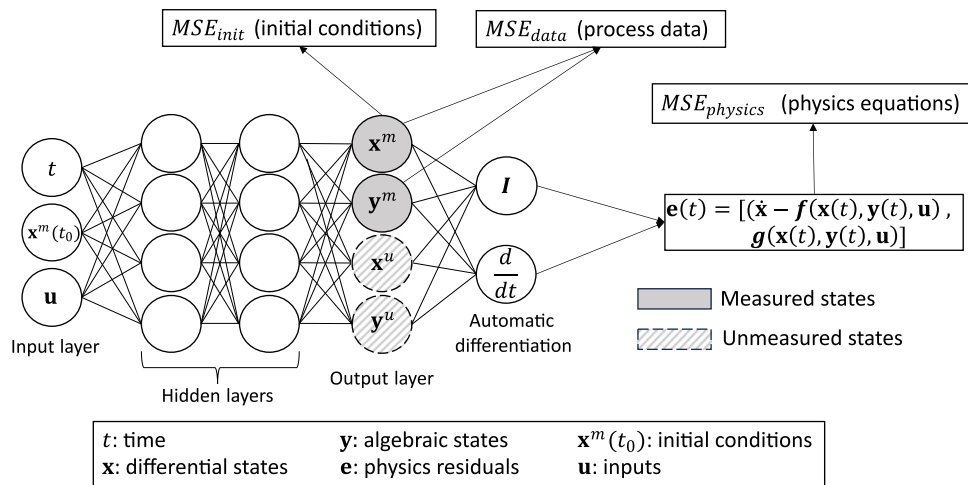 MSE_init (initial conditions)
MSE_data (process data)
MSE_physics (physics equations)
t
x^m(t_0)
u
Input layer
Hidden layers
x^m
y^m
x^u
y^u
Output layer
I
d/dt
Automatic
differentiation
e(t) = [(ẋ − f(x(t), y(t), u) ,
g(x(t), y(t), u)]
Measured states
Unmeasured states
t: time
y: algebraic states
x^m(t_0): initial conditions
x: differential states
e: physics residuals
u: inputs